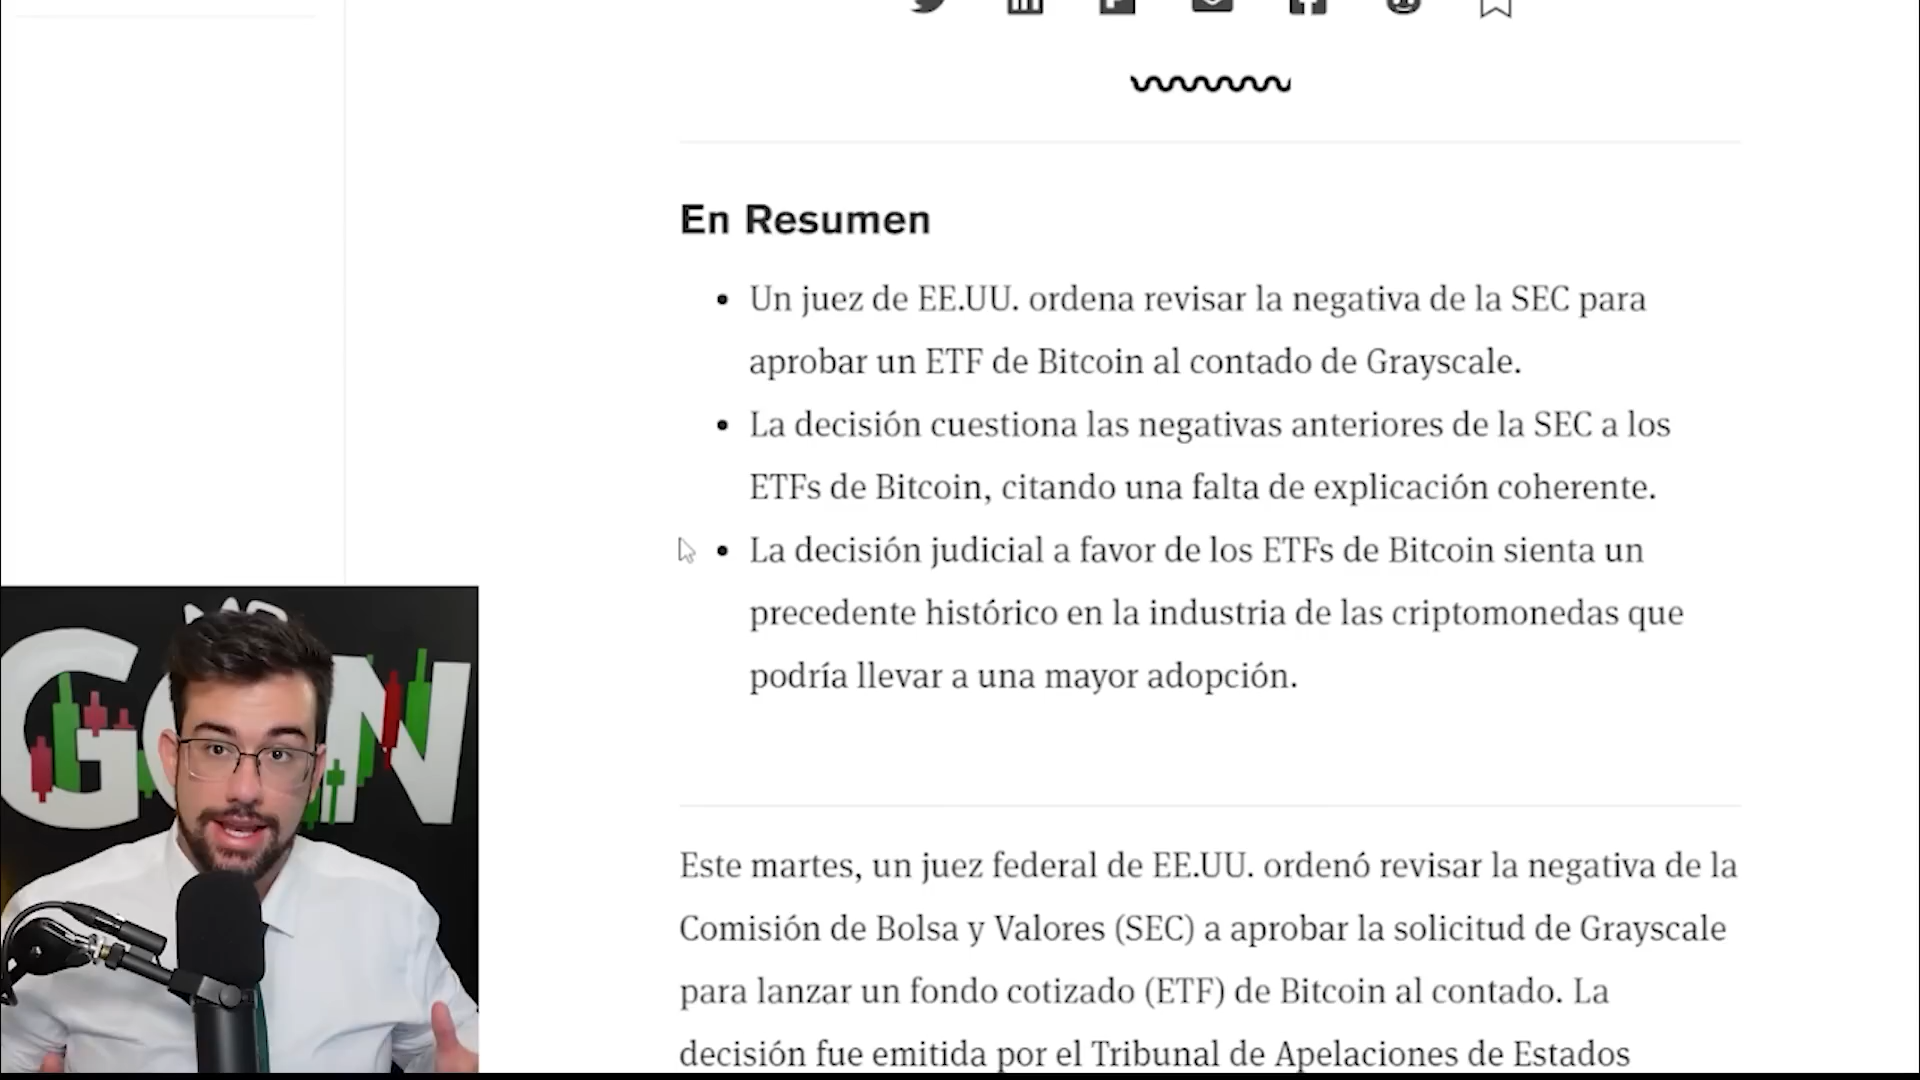 En Resumen
• Un juez de EE.UU. ordena revisar la negativa de la SEC para
aprobar un ETF de Bitcoin al contado de Grayscale.
• La decisión cuestiona las negativas anteriores de la SEC a los
ETFs de Bitcoin, citando una falta de explicación coherente.
• La decisión judicial a favor de los ETFs de Bitcoin sienta un
precedente histórico en la industria de las criptomonedas que
podría llevar a una mayor adopción.
Este martes, un juez federal de EE.UU. ordenó revisar la negativa de la
Comisión de Bolsa y Valores (SEC) a aprobar la solicitud de Grayscale
para lanzar un fondo cotizado (ETF) de Bitcoin al contado. La
decisión fue emitida por el Tribunal de Apelaciones de Estados